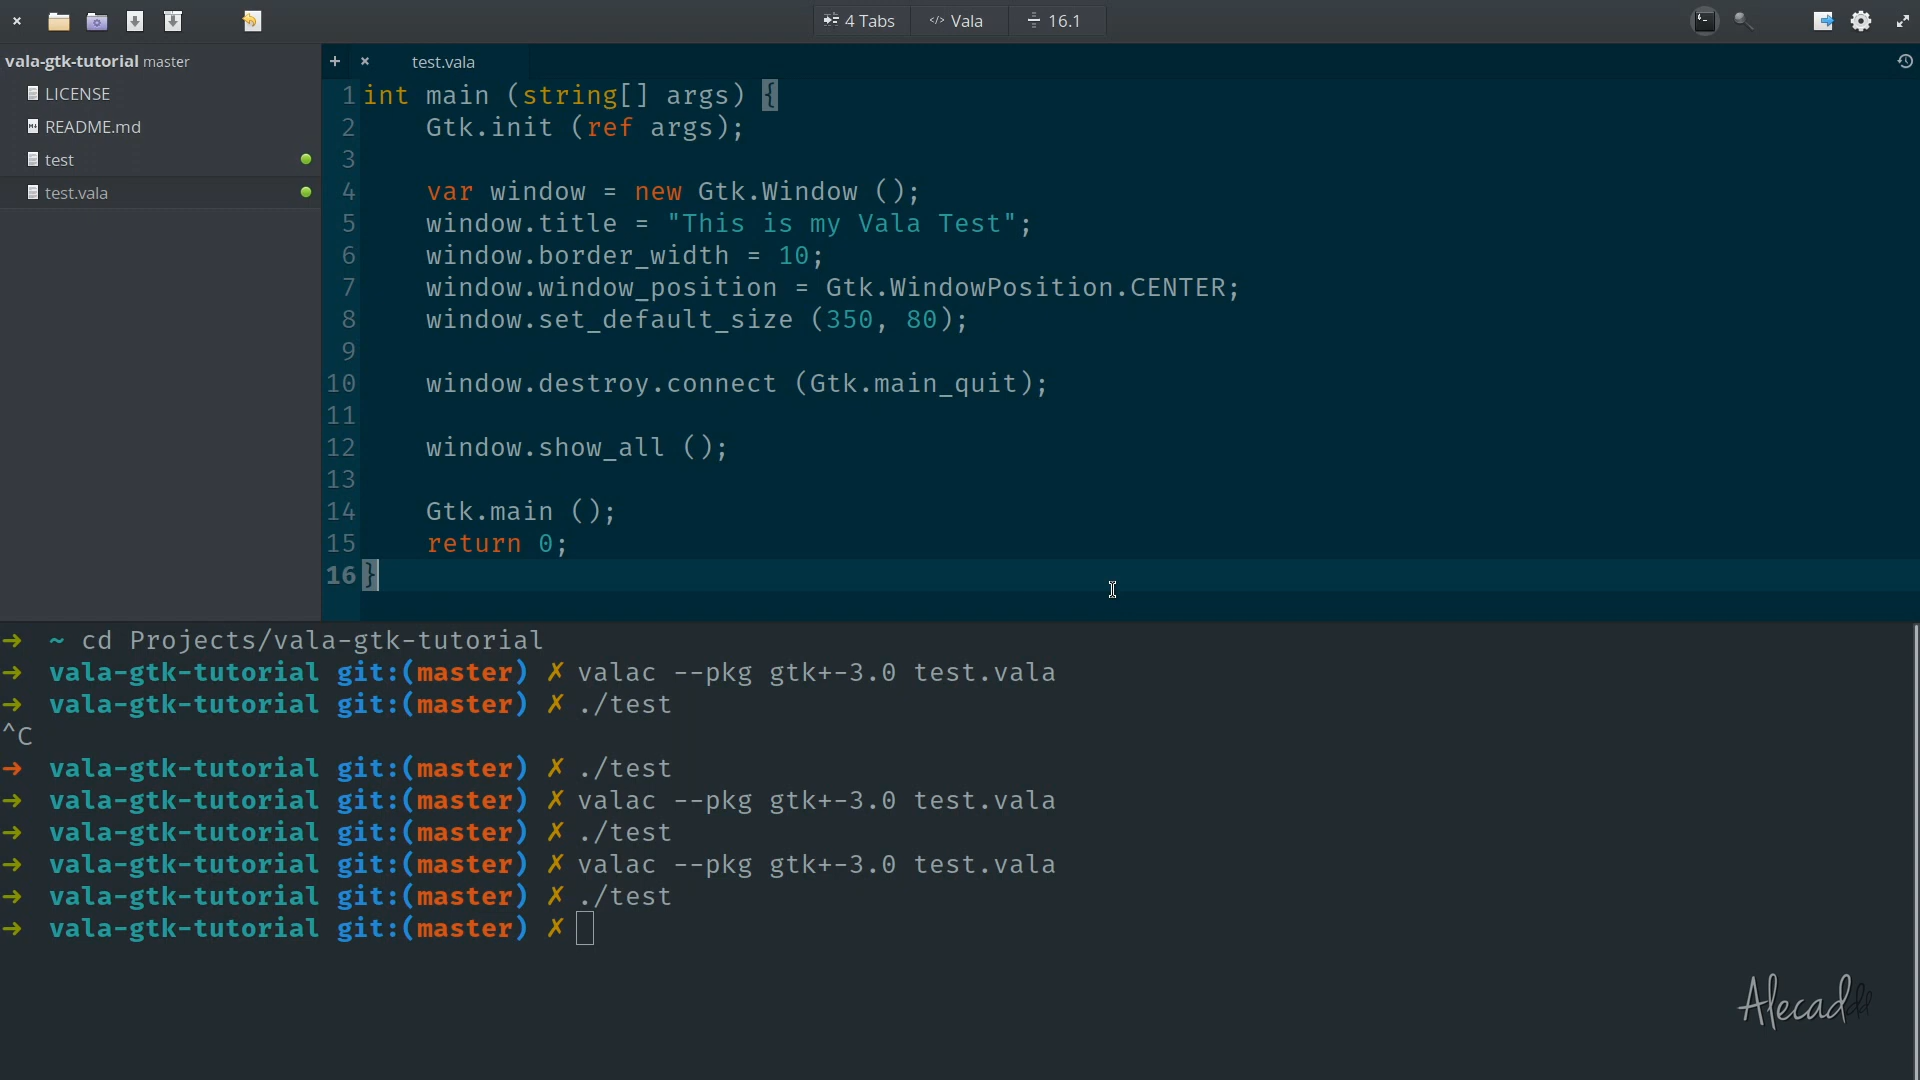 4 Tabs
Vala
16.1
vala-gtk-tutorial master
LICENSE
README.md
test
test.vala
test.vala
1 int main (string[] args) {
2     Gtk.init (ref args);
3
4     var window = new Gtk.Window ();
5     window.title = "This is my Vala Test";
6     window.border_width = 10;
7     window.window_position = Gtk.WindowPosition.CENTER;
8     window.set_default_size (350, 80);
9
10     window.destroy.connect (Gtk.main_quit);
11
12     window.show_all ();
13
14     Gtk.main ();
15     return 0;
16 }
➜ ~ cd Projects/vala-gtk-tutorial
➜ vala-gtk-tutorial git:(master) ✗ valac --pkg gtk+-3.0 test.vala
➜ vala-gtk-tutorial git:(master) ✗ ./test
^C
➜ vala-gtk-tutorial git:(master) ✗ ./test
➜ vala-gtk-tutorial git:(master) ✗ valac --pkg gtk+-3.0 test.vala
➜ vala-gtk-tutorial git:(master) ✗ ./test
➜ vala-gtk-tutorial git:(master) ✗ valac --pkg gtk+-3.0 test.vala
➜ vala-gtk-tutorial git:(master) ✗ ./test
➜ vala-gtk-tutorial git:(master) ✗
Alecaddd